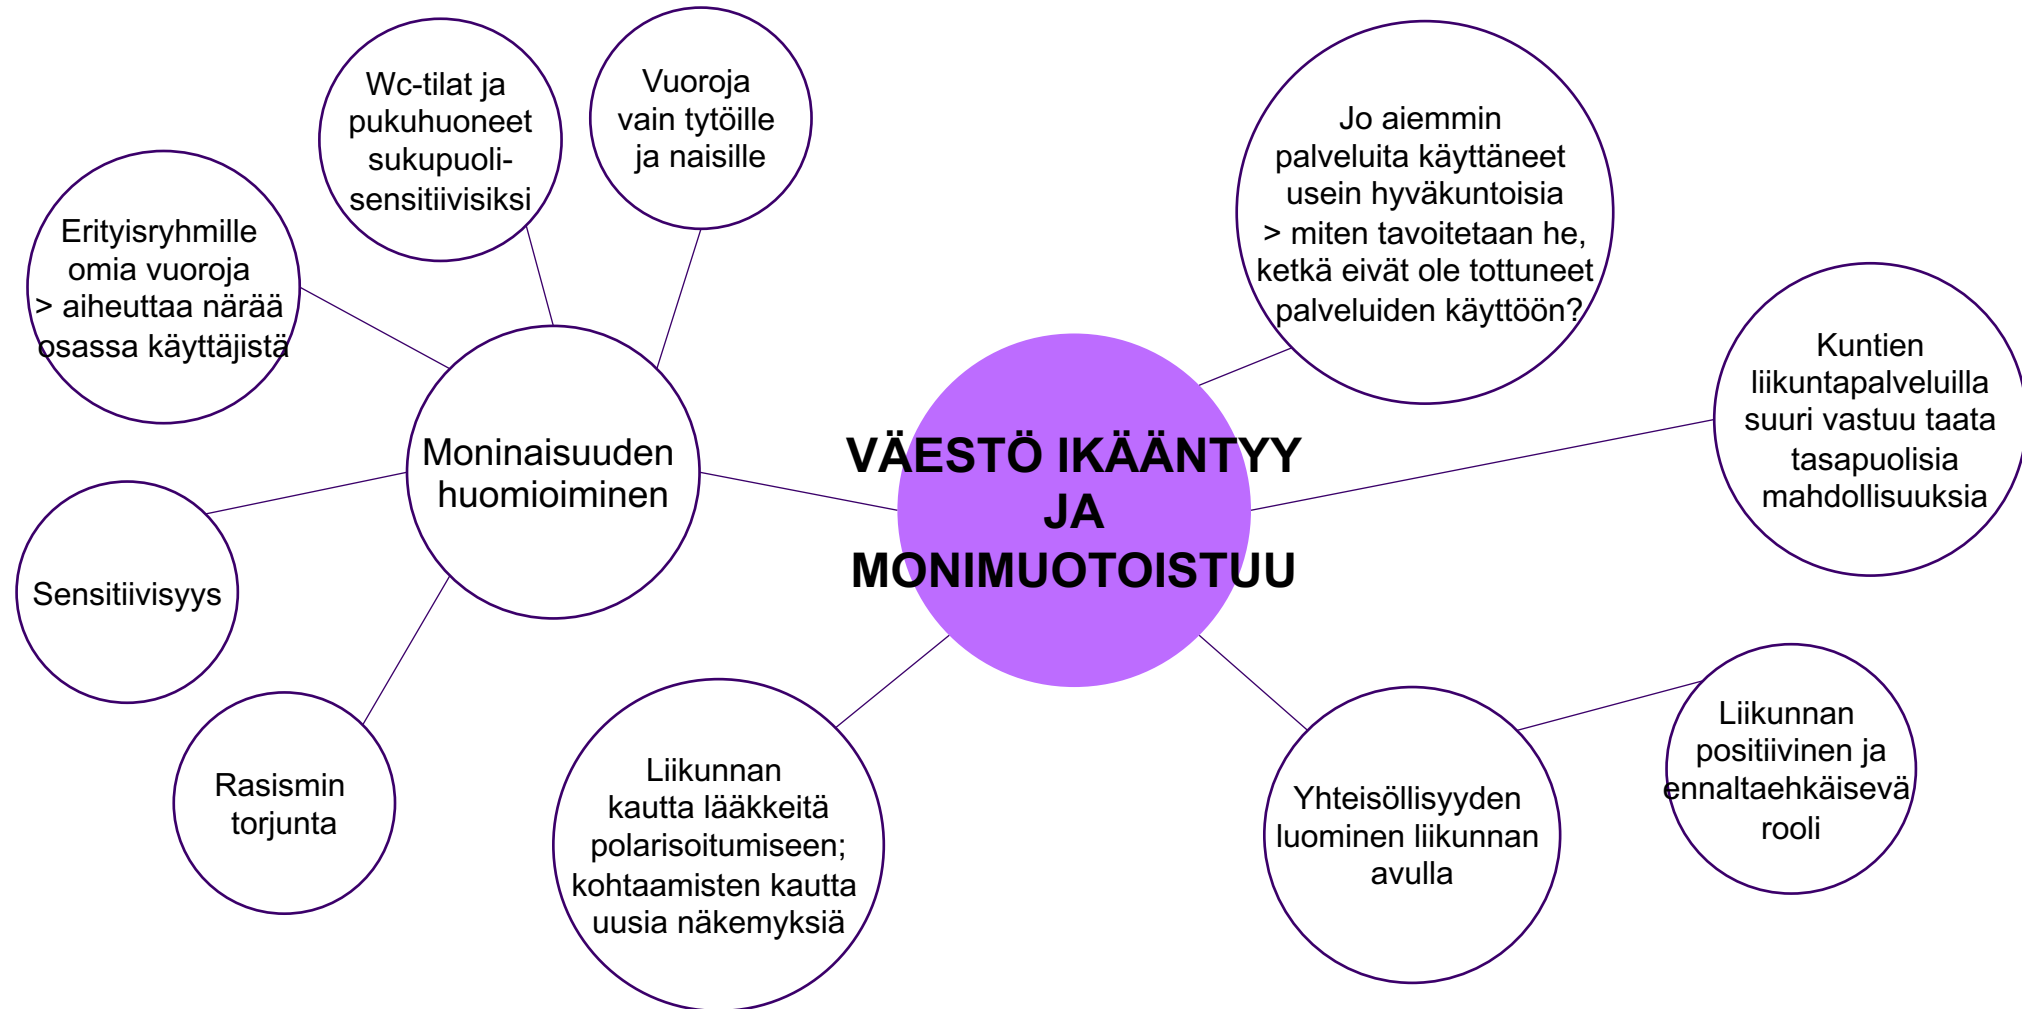 Wc-tilat ja
pukuhuoneet
sukupuoli-
sensitiivisiksi
Vuoroja
vain tytöille
ja naisille
Erityisryhmille
omia vuoroja
> aiheuttaa närää
osassa käyttäjistä
Moninaisuuden
huomioiminen
Sensitiivisyys
Rasismin
torjunta
VÄESTÖ IKÄÄNTYY
JA
MONIMUOTOISTUU
Jo aiemmin
palveluita käyttäneet
usein hyväkuntoisia
> miten tavoitetaan he,
ketkä eivät ole tottuneet
palveluiden käyttöön?
Kuntien
liikuntapalveluilla
suuri vastuu taata
tasapuolisia
mahdollisuuksia
Liikunnan
kautta lääkkeitä
polarisoitumiseen;
kohtaamisten kautta
uusia näkemyksiä
Yhteisöllisyyden
luominen liikunnan
avulla
Liikunnan
positiivinen ja
ennaltaehkäisevä
rooli